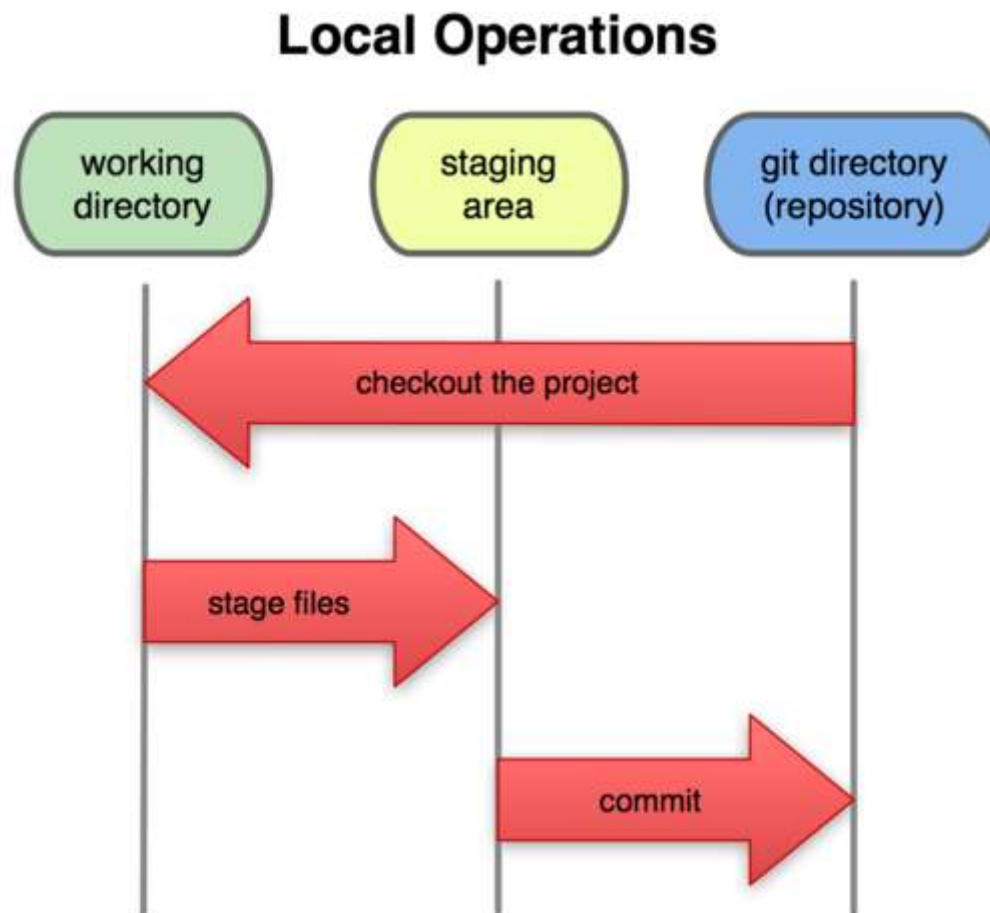 Local Operations
working
directory
staging
area
git directory
(repository)
checkout the project
stage files
commit